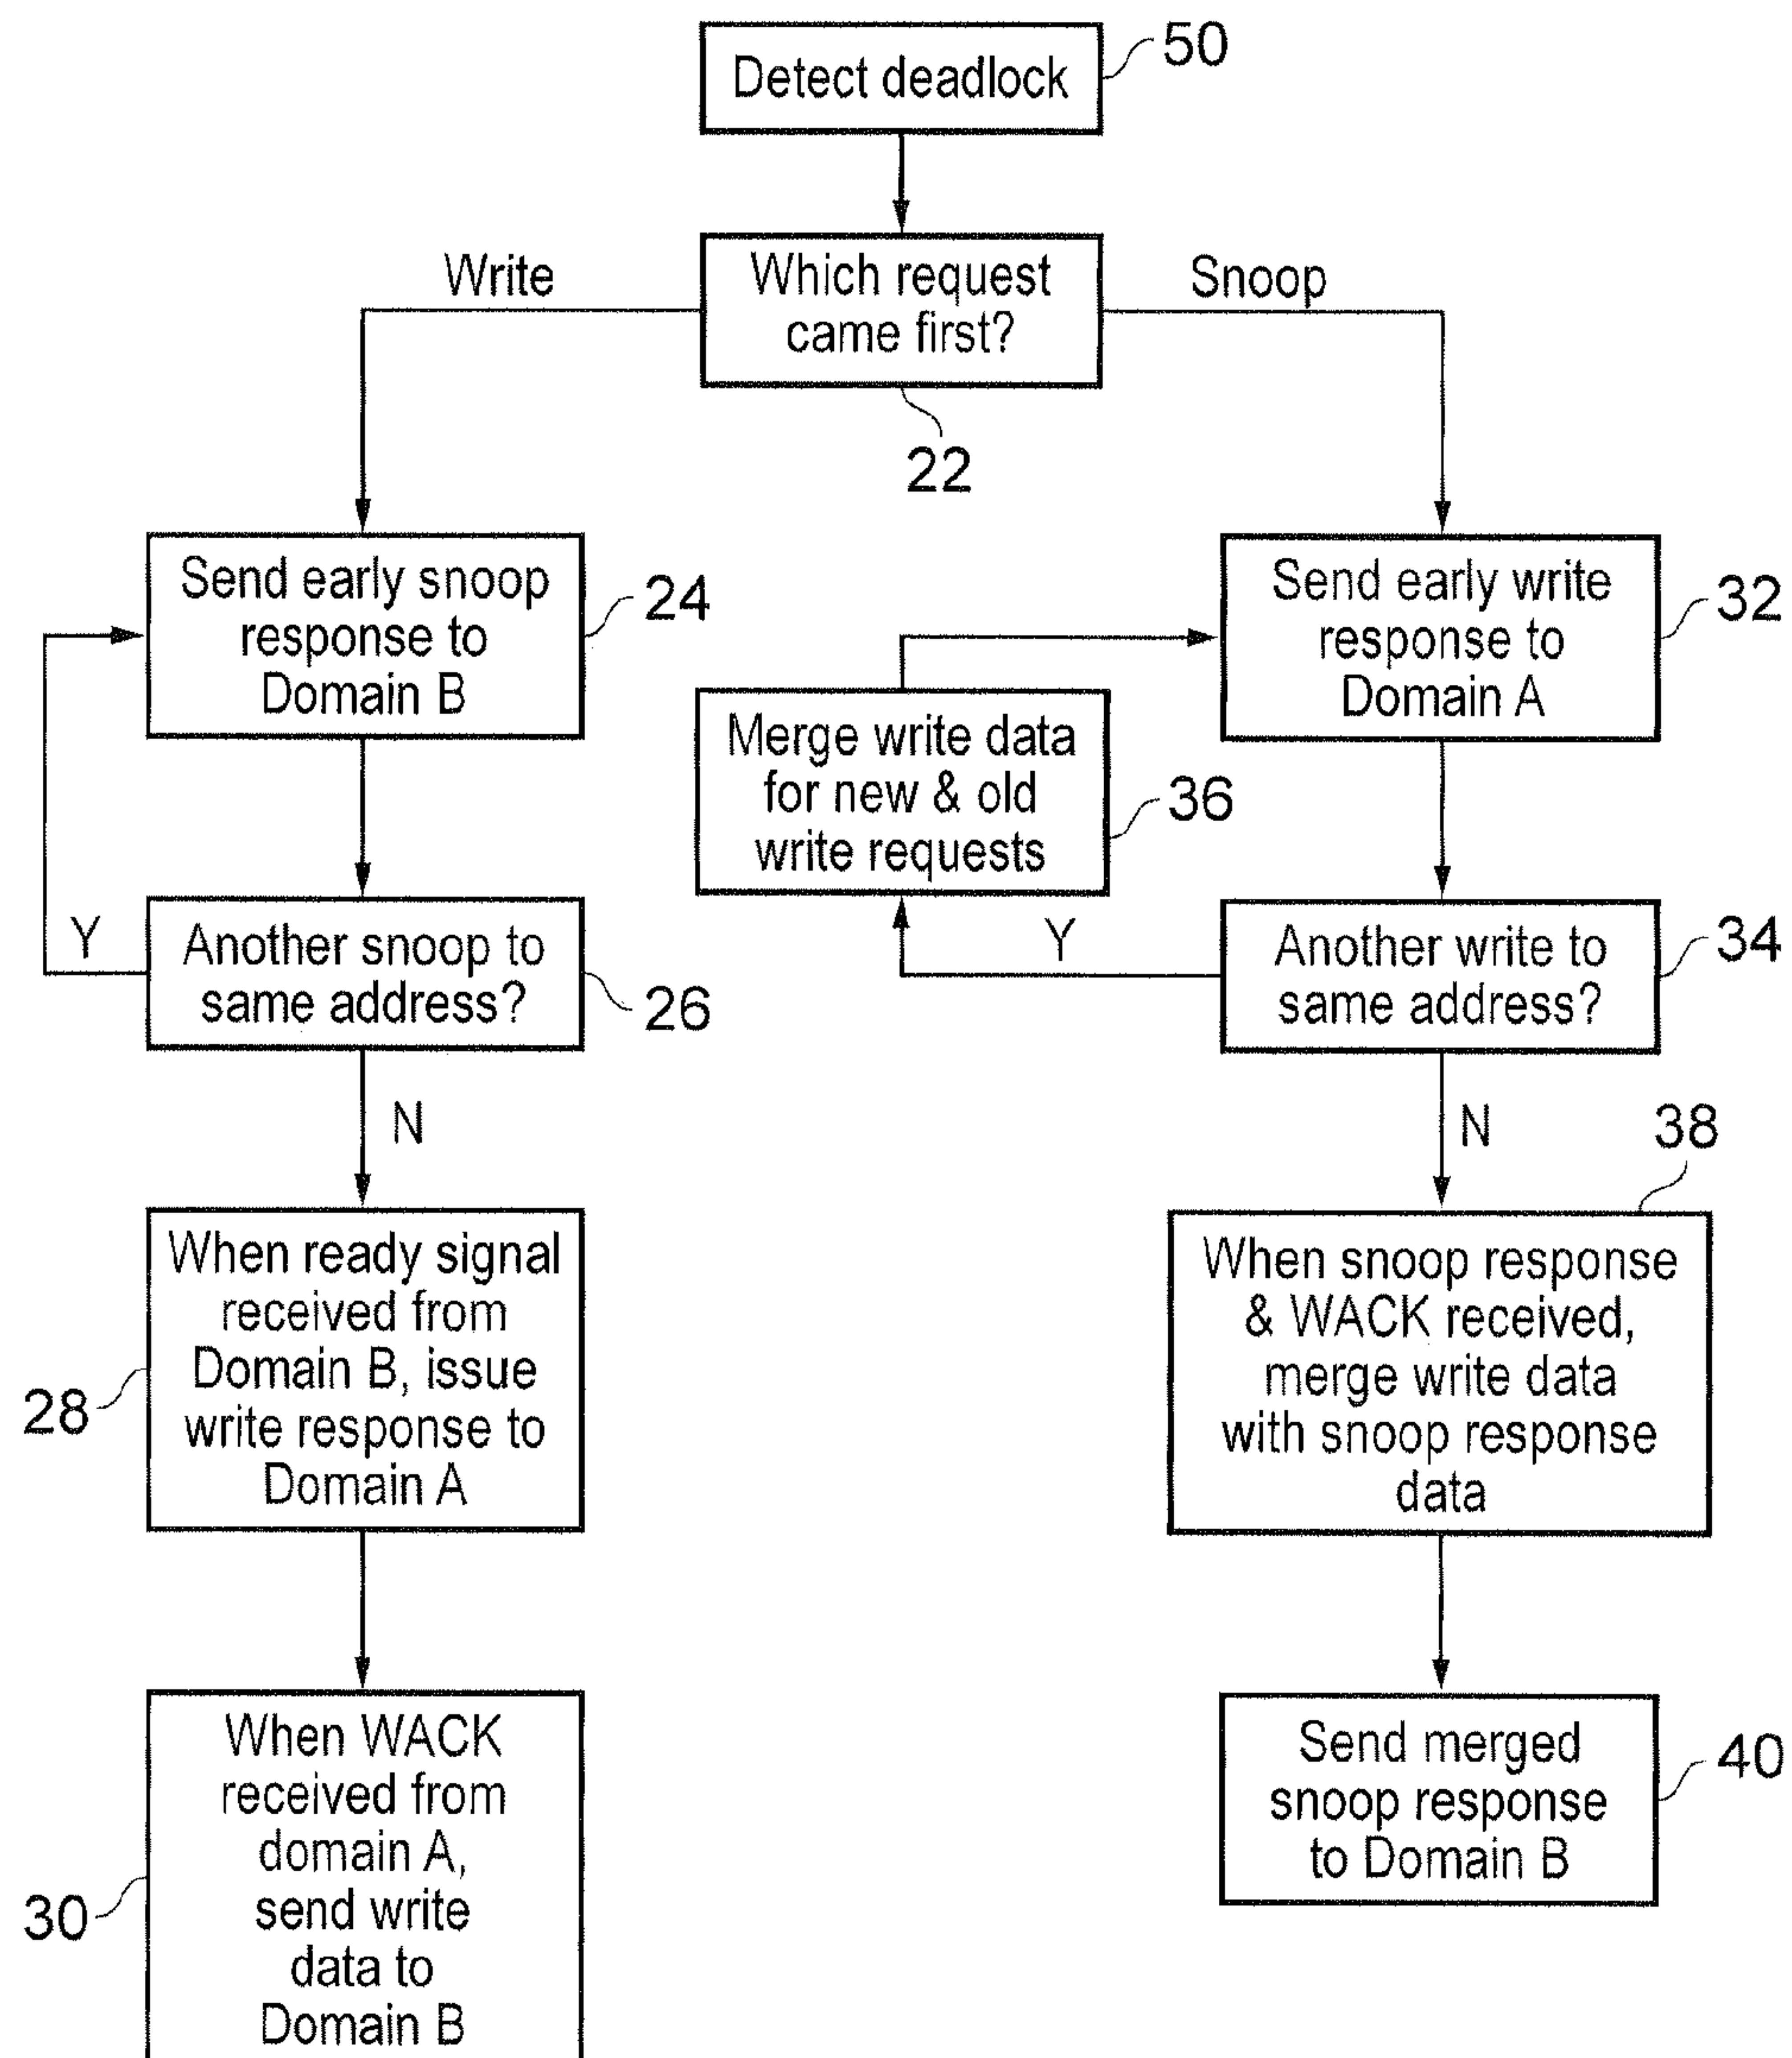 Detect deadlock
50
Which request
came first?
22
Write
Snoop
Send early snoop
response to
Domain B
24
Another snoop to
same address?
26
Y
N
When ready signal
received from
Domain B, issue
write response to
Domain A
28
When WACK
received from
domain A,
send write
data to
Domain B
30
Send early write
response to
Domain A
32
Merge write data
for new & old
write requests
36
Y
Another write to
same address?
34
N
38
When snoop response
& WACK received,
merge write data
with snoop response
data
Send merged
snoop response
to Domain B
40